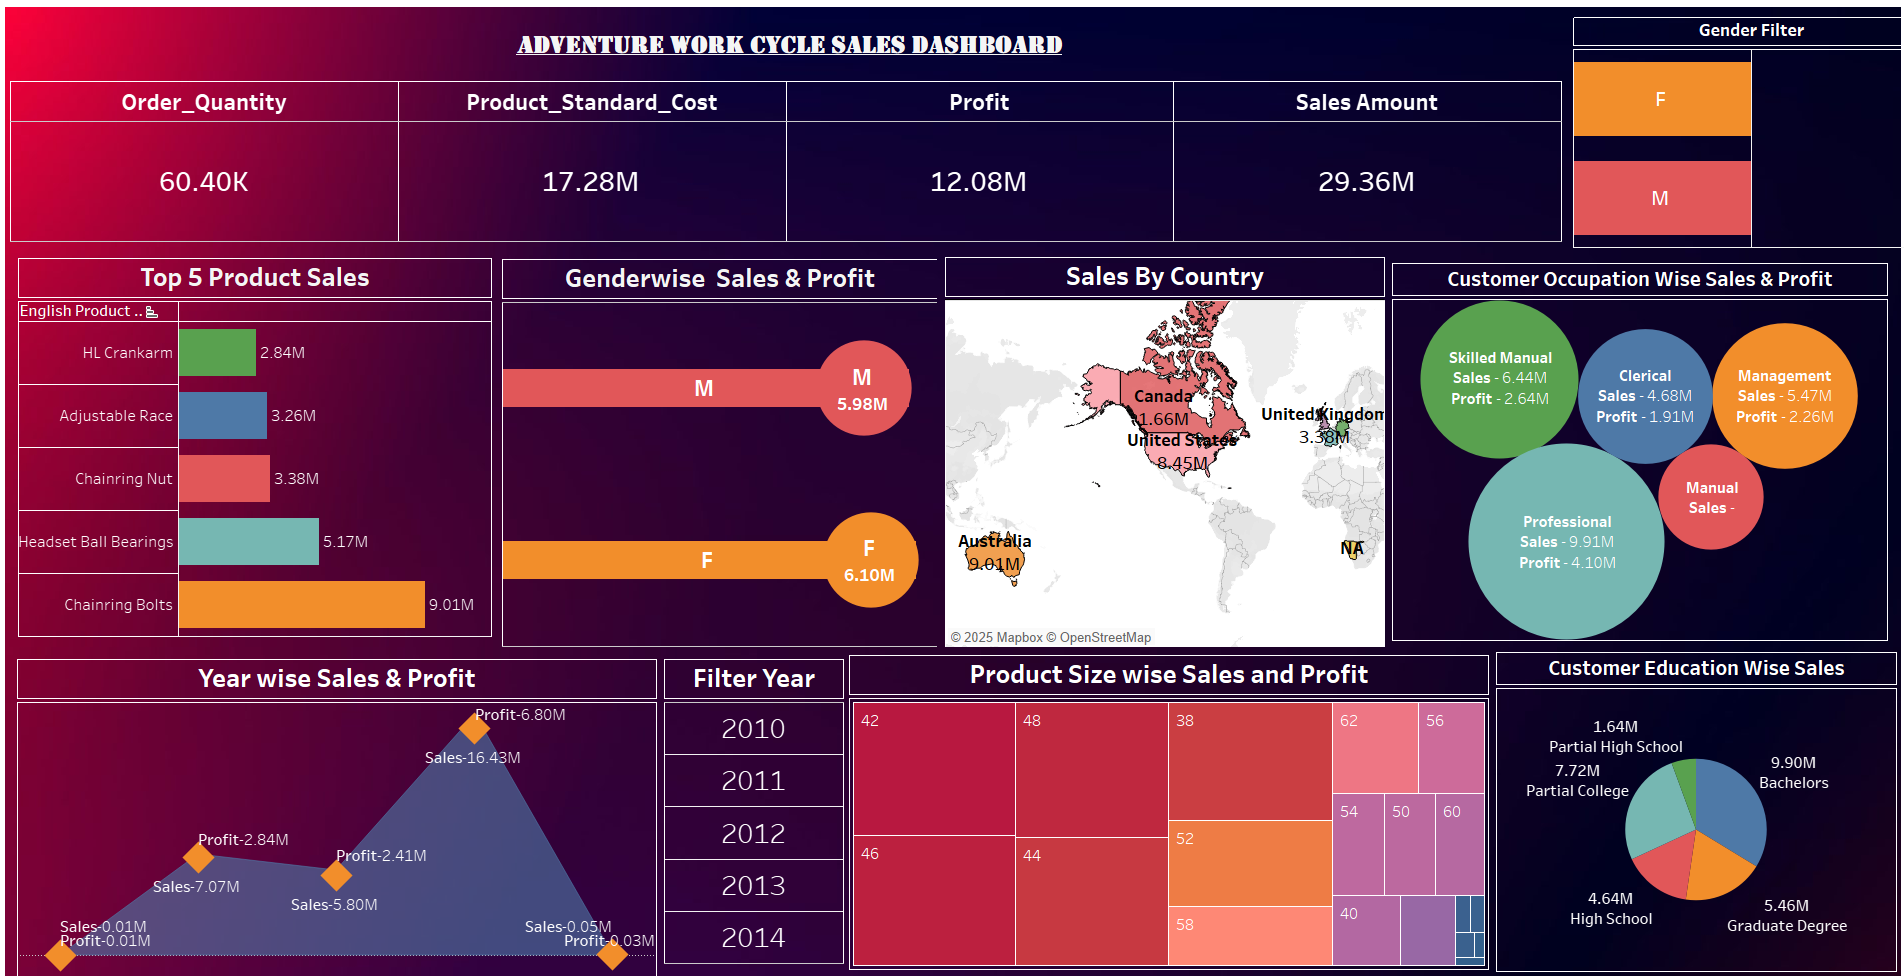 ADVENTURE WORK CYCLE SALES DASHBOARD
Gender Filter
F
M
Order_Quantity
Product_Standard_Cost
Profit
Sales Amount
60.40K
17.28M
12.08M
29.36M
Top 5 Product Sales
English Product ..
HL Crankarm
2.84M
Adjustable Race
3.26M
Chainring Nut
3.38M
Headset Ball Bearings
5.17M
Chainring Bolts
9.01M
Genderwise Sales & Profit
M
M
5.98M
F
F
6.10M
Sales By Country
Canada
1.66M
United States
8.45M
United Kingdom
3.38M
Australia
9.01M
NA
© 2025 Mapbox © OpenStreetMap
Customer Occupation Wise Sales & Profit
Skilled Manual
Sales - 6.44M
Profit - 2.64M
Clerical
Sales - 4.68M
Profit - 1.91M
Management
Sales - 5.47M
Profit - 2.26M
Professional
Sales - 9.91M
Profit - 4.10M
Manual
Sales -
Year wise Sales & Profit
Profit-6.80M
Sales-16.43M
Profit-2.84M
Sales-7.07M
Profit-2.41M
Sales-5.80M
Sales-0.01M
Profit-0.01M
Sales-0.05M
Profit-0.03M
Filter Year
2010
2011
2012
2013
2014
Product Size wise Sales and Profit
42
48
38
62
56
46
44
52
54
50
60
58
40
Customer Education Wise Sales
1.64M
Partial High School
7.72M
Partial College
9.90M
Bachelors
4.64M
High School
5.46M
Graduate Degree